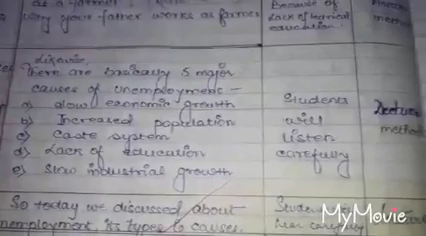 why your father works as farmer
Because of
lack of technical
education.
There are basically 5 major
causes of unemployment -
a) slow economic growth
b) Increased population
c) Caste system
d) Lack of education
e) slow industrial growth
Students
will
listen
carefully
method
So today we discussed about
unemployment, its types & causes.
MyMovie